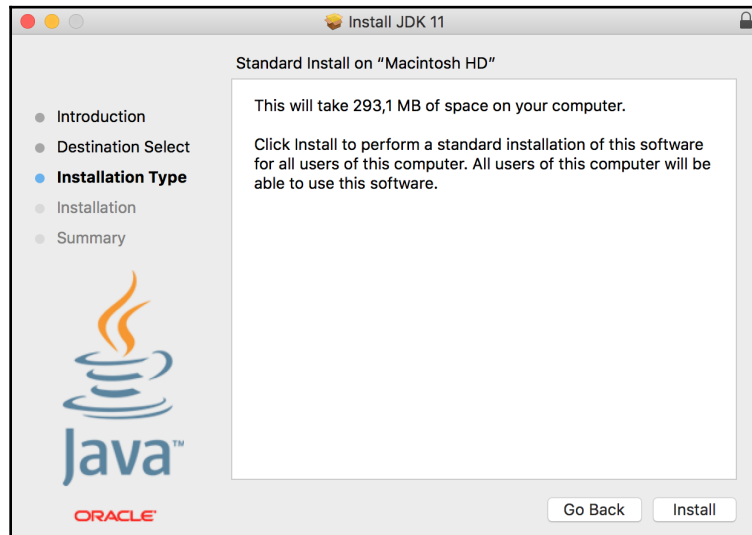 Install JDK 11
Standard Install on “Macintosh HD”
Introduction
Destination Select
Installation Type
Installation
Summary
This will take 293,1 MB of space on your computer.
Click Install to perform a standard installation of this software
for all users of this computer. All users of this computer will be
able to use this software.
Java™
ORACLE®
Go Back
Install